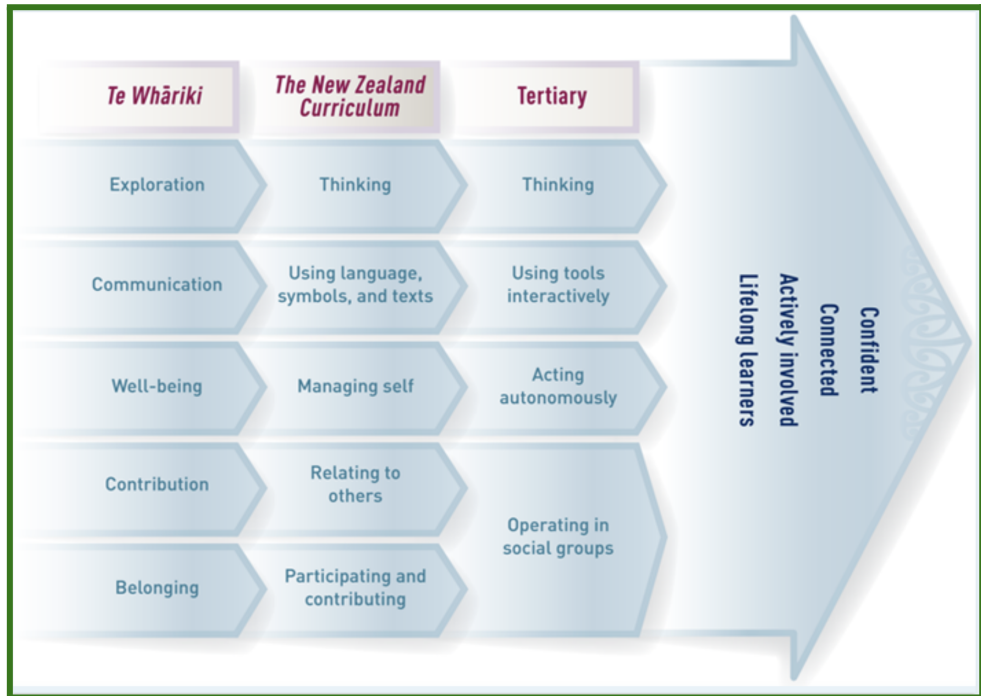 Te Whāriki
The New Zealand
Curriculum
Tertiary
Exploration
Thinking
Thinking
Communication
Using language,
symbols, and texts
Using tools
interactively
Well-being
Managing self
Acting
autonomously
Contribution
Relating to
others
Operating in
social groups
Belonging
Participating and
contributing
Confident
Connected
Actively involved
Lifelong learners